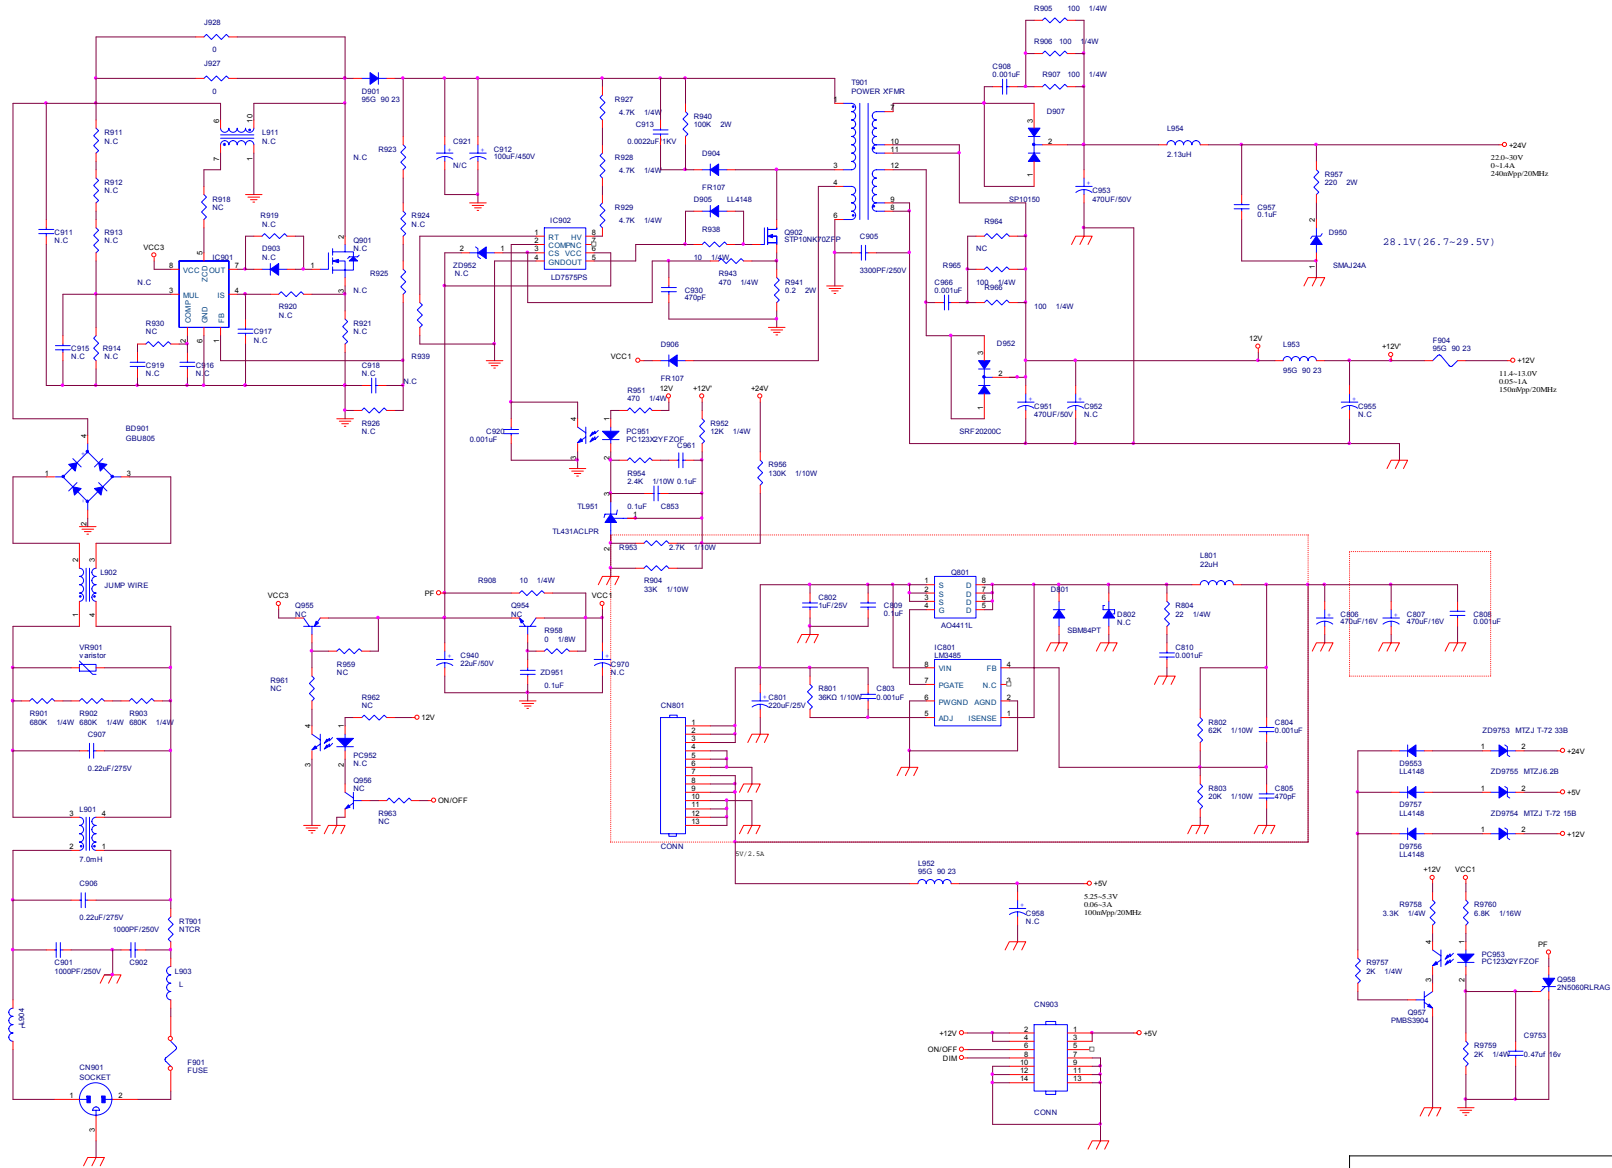 J928
0
J927
0
D901
95G 90 23
R905 100 1/4W
R906 100 1/4W
R907 100 1/4W
C908
0.001uF
T901
POWER XFMR
D907
SP10150
L954
2.13uH
+24V
22.0~30V
0~1.4A
240mVpp/20MHz
C953
470UF/50V
C957
0.1uF
R957
220 2W
D950
SMAJ24A
28.1V(26.7~29.5V)
R911
N.C
R912
N.C
R913
N.C
C911
N.C
L911
N.C
N.C
R918
NC
R919
N.C
D903
N.C
Q901
N.C
N.C
VCC3
N.C
IC901
VCC
ZCD
OUT
MUL
IS
COMP
GND
FB
R920
N.C
R921
N.C
C917
N.C
R930
NC
C915
N.C
R914
N.C
C919
N.C
C916
N.C
C918
N.C
R926
N.C
R923
R924
N.C
R925
R939
C921
N/C
C912
100uF/450V
R927
4.7K 1/4W
R928
4.7K 1/4W
R929
4.7K 1/4W
C913
0.0022uF/1KV
R940
100K 2W
D904
FR107
D905 LL4148
R938
10 1/4W
Q902
STP10NK70ZFP
IC902
RT HV
COMP NC
CS VCC
GND OUT
LD7575PS
ZD952
N.C
R943
470 1/4W
C930
470pF
R941
0.2 2W
C905
3300PF/250V
R964
NC
R965
100 1/4W
R966
100 1/4W
C966
0.001uF
VCC1
D906
FR107
D952
SRF20200C
C951
470UF/50V
C952
N.C
12V
L953
95G 90 23
+12V'
F904
95G 90 23
+12V
11.4~13.0V
0.05~1A
150mVpp/20MHz
C955
N.C
BD901
GBU805
L902
JUMP WIRE
VR901
varistor
R901
680K 1/4W
R902
680K 1/4W
R903
680K 1/4W
C907
0.22uF/275V
L901
7.0mH
C906
0.22uF/275V
RT901
NTCR
1000PF/250V
C901
1000PF/250V
C902
L903
L
L904
L
F901
FUSE
CN901
SOCKET
C920
0.001uF
R951
470 1/4W
12V
+12V'
+24V
PC951
PC123X2YFZOF
R952
12K 1/4W
C961
0.1uF
R954
2.4K 1/10W
R956
130K 1/10W
0.1uF C853
TL951
TL431ACLPR
R953 2.7K 1/10W
R904
33K 1/10W
PF
R908 10 1/4W
VCC3
Q955
NC
Q954
NC
VCC1
R958
0 1/8W
ZD951
0.1uF
C970
N.C
C940
22uF/50V
R959
NC
R961
NC
R962
NC
12V
PC952
N.C
Q956
NC
R963
NC
ON/OFF
C802
1uF/25V
C809
0.1uF
Q801
S D
S D
S D
G D
AO4411L
IC801
LM3485
VIN FB
PGATE N.C
PWGND AGND
ADJ ISENSE
C801
220uF/25V
R801
36KΩ 1/10W
C803
0.001uF
CN801
CONN
D801
SBM84PT
D802
N.C
R804
22 1/4W
C810
0.001uF
L801
22uH
R802
62K 1/10W
C804
0.001uF
R803
20K 1/10W
C805
470pF
C806
470uF/16V
C807
470uF/16V
C808
0.001uF
5V/2.5A
L952
95G 90 23
+5V
5.25~5.3V
0.06~3A
100mVpp/20MHz
C958
N.C
CN903
+12V
ON/OFF
DIM
+5V
CONN
ZD9753 MTZJ T-72 33B
D9553
LL4148
+24V
ZD9755 MTZJ6.2B
D9757
LL4148
+5V
ZD9754 MTZJ T-72 15B
D9756
LL4148
+12V
+12V
VCC1
R9758
3.3K 1/4W
R9760
6.8K 1/16W
PC953
PC123X2YFZOF
PF
Q958
2N5060RLRAG
R9757
2K 1/4W
Q957
PMBS3904
R9759
2K 1/4W
C9753
0.47uf 16v